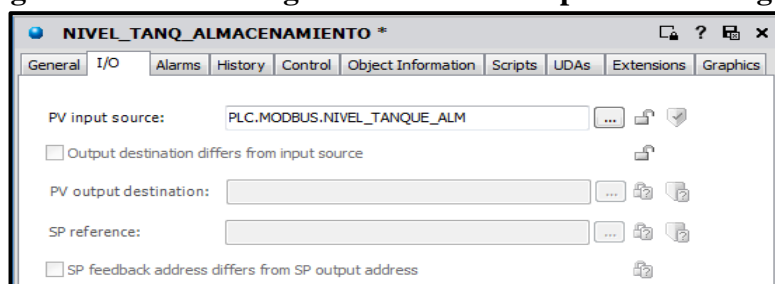 NIVEL_TANQ_ALMACENAMIENTO *
General I/O Alarms History Control Object Information Scripts UDAs Extensions Graphics
PV input source: PLC.MODBUS.NIVEL_TANQUE_ALM ...
Output destination differs from input source
PV output destination: ...
SP reference: ...
SP feedback address differs from SP output address